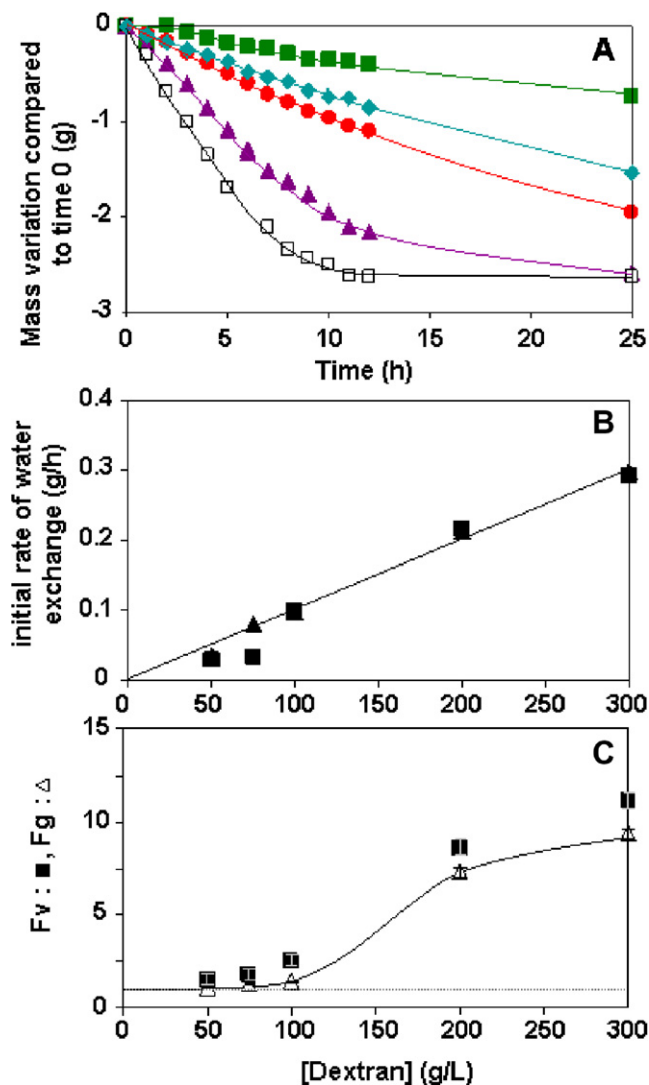 A
Mass variation compared
to time 0 (g)
0
-1
-2
-3
0 5 10 15 20 25
Time (h)
B
initial rate of water
exchange (g/h)
0.4
0.3
0.2
0.1
0
0 50 100 150 200 250 300
C
Fv : ■, Fg : △
15
10
5
0
0 50 100 150 200 250 300
[Dextran] (g/L)